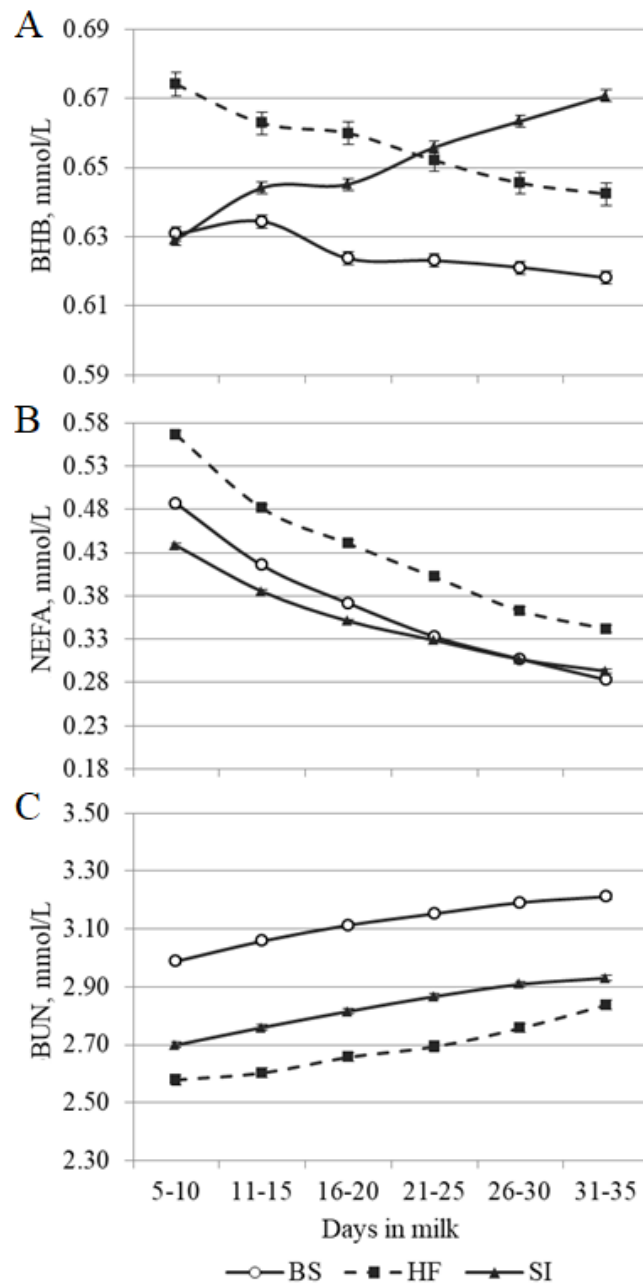 A
BHB, mmol/L
0.69
0.67
0.65
0.63
0.61
0.59
B
NEFA, mmol/L
0.58
0.53
0.48
0.43
0.38
0.33
0.28
0.23
0.18
C
BUN, mmol/L
3.50
3.30
3.10
2.90
2.70
2.50
2.30
5-10 11-15 16-20 21-25 26-30 31-35
Days in milk
BS HF SI